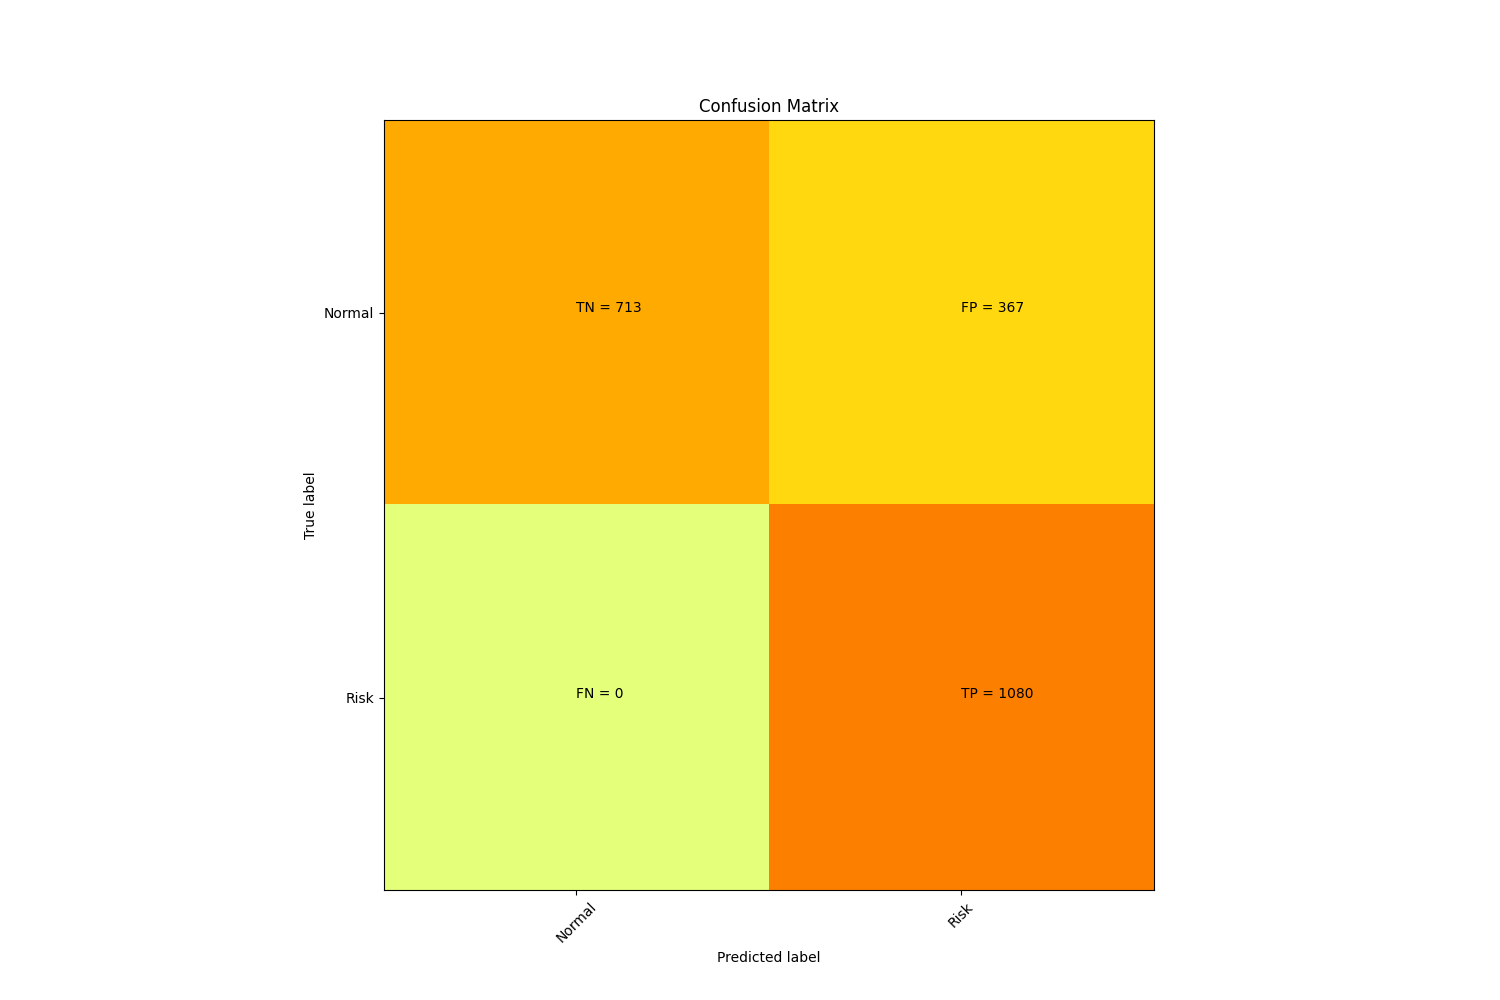 Confusion Matrix
Normal
TN = 713
FP = 367
True label
Risk
FN = 0
TP = 1080
Normal
Risk
Predicted label